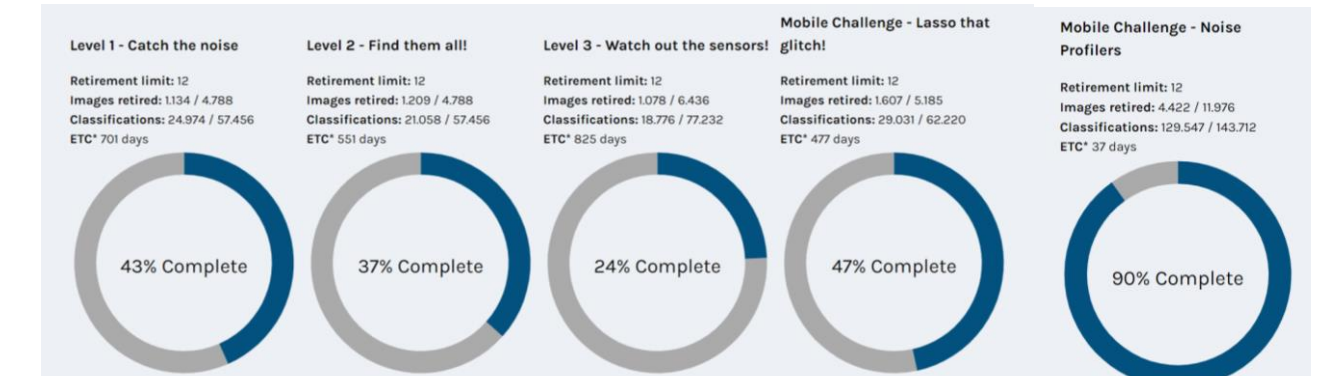 Level 1 - Catch the noise
Retirement limit: 12
Images retired: 1.134 / 4.788
Classifications: 24.974 / 57.456
ETC* 701 days
43% Complete
Level 2 - Find them all!
Retirement limit: 12
Images retired: 1.209 / 4.788
Classifications: 21.058 / 57.456
ETC* 551 days
37% Complete
Level 3 - Watch out the sensors!
Retirement limit: 12
Images retired: 1.078 / 6.436
Classifications: 18.776 / 77.232
ETC* 825 days
24% Complete
Mobile Challenge - Lasso that
glitch!
Retirement limit: 12
Images retired: 1.607 / 5.185
Classifications: 29.031 / 62.220
ETC* 477 days
47% Complete
Mobile Challenge - Noise
Profilers
Retirement limit: 12
Images retired: 4.422 / 11.976
Classifications: 129.547 / 143.712
ETC* 37 days
90% Complete